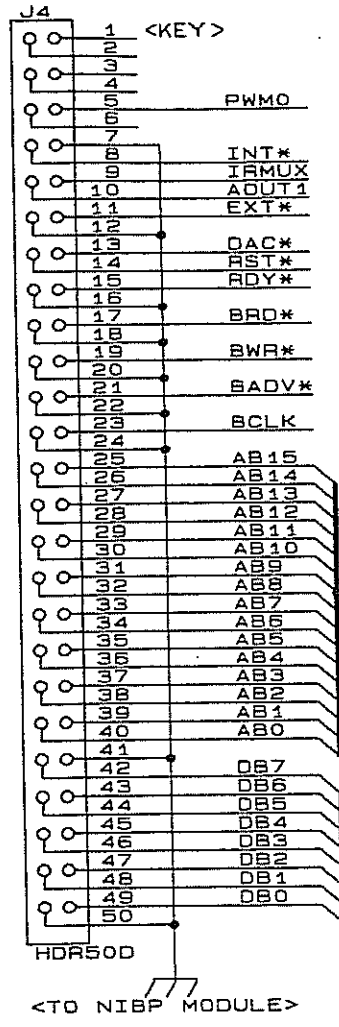 J4
1 <KEY>
2
3
4
5 PWM0
6
7
8 INT*
9 IRMUX
10 AOUT1
11 EXT*
12
13 DAC*
14 RST*
15 RDY*
16
17 BRD*
18
19 BWR*
20
21 BADV*
22
23 BCLK
24
25 AB15
26 AB14
27 AB13
28 AB12
29 AB11
30 AB10
31 AB9
32 AB8
33 AB7
34 AB6
35 AB5
36 AB4
37 AB3
38 AB2
39 AB1
40 AB0
41
42 DB7
43 DB6
44 DB5
45 DB4
46 DB3
47 DB2
48 DB1
49 DB0
50
HDR50D
<TO NIBP MODULE>